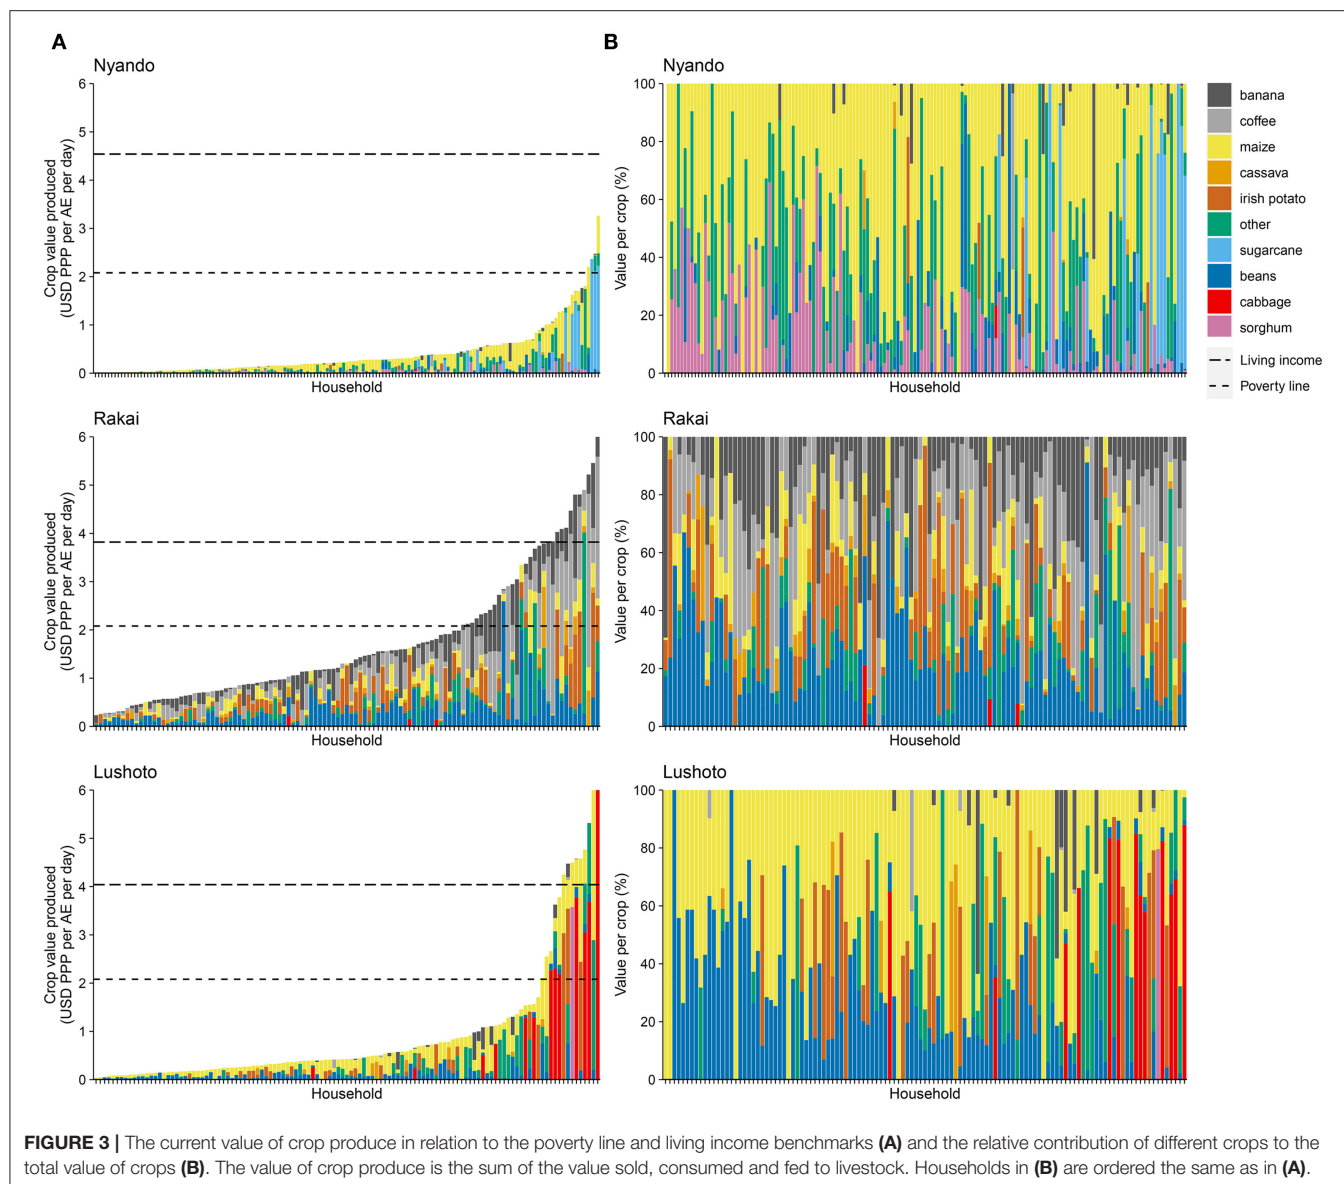 A
B
Nyando
6
5
4
3
2
1
0
Crop value produced
(USD PPP per AE per day)
Household
Nyando
100
80
60
40
20
0
Value per crop (%)
Household
banana
coffee
maize
cassava
irish potato
other
sugarcane
beans
cabbage
sorghum
Living income
Poverty line
Rakai
6
5
4
3
2
1
0
Crop value produced
(USD PPP per AE per day)
Household
Rakai
100
80
60
40
20
0
Value per crop (%)
Household
Lushoto
6
5
4
3
2
1
0
Crop value produced
(USD PPP per AE per day)
Household
Lushoto
100
80
60
40
20
0
Value per crop (%)
Household
FIGURE 3 | The current value of crop produce in relation to the poverty line and living income benchmarks (A) and the relative contribution of different crops to the
total value of crops (B). The value of crop produce is the sum of the value sold, consumed and fed to livestock. Households in (B) are ordered the same as in (A).